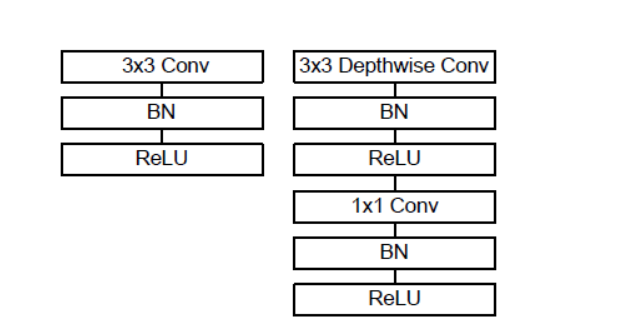 3x3 Conv
BN
ReLU
3x3 Depthwise Conv
BN
ReLU
1x1 Conv
BN
ReLU